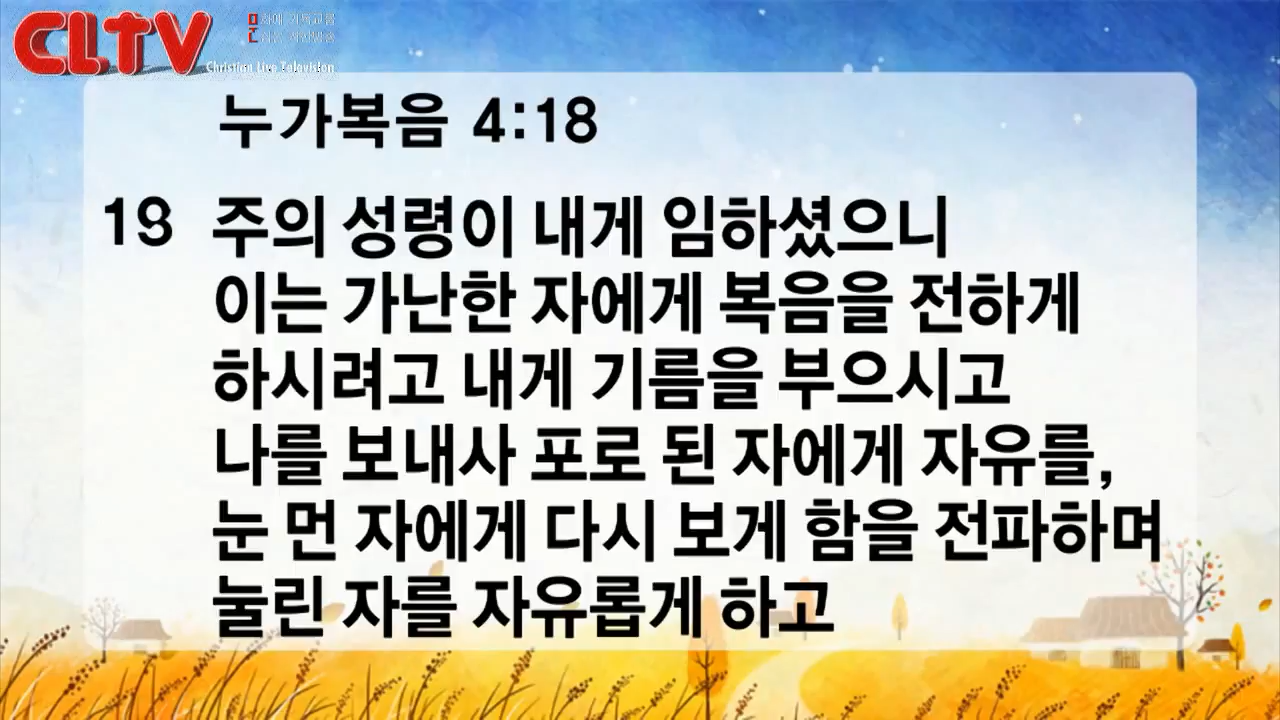 CLTV
Christian Live Television
누가복음 4:18
18 주의 성령이 내게 임하셨으니
이는 가난한 자에게 복음을 전하게
하시려고 내게 기름을 부으시고
나를 보내사 포로 된 자에게 자유를,
눈 먼 자에게 다시 보게 함을 전파하며
눌린 자를 자유롭게 하고